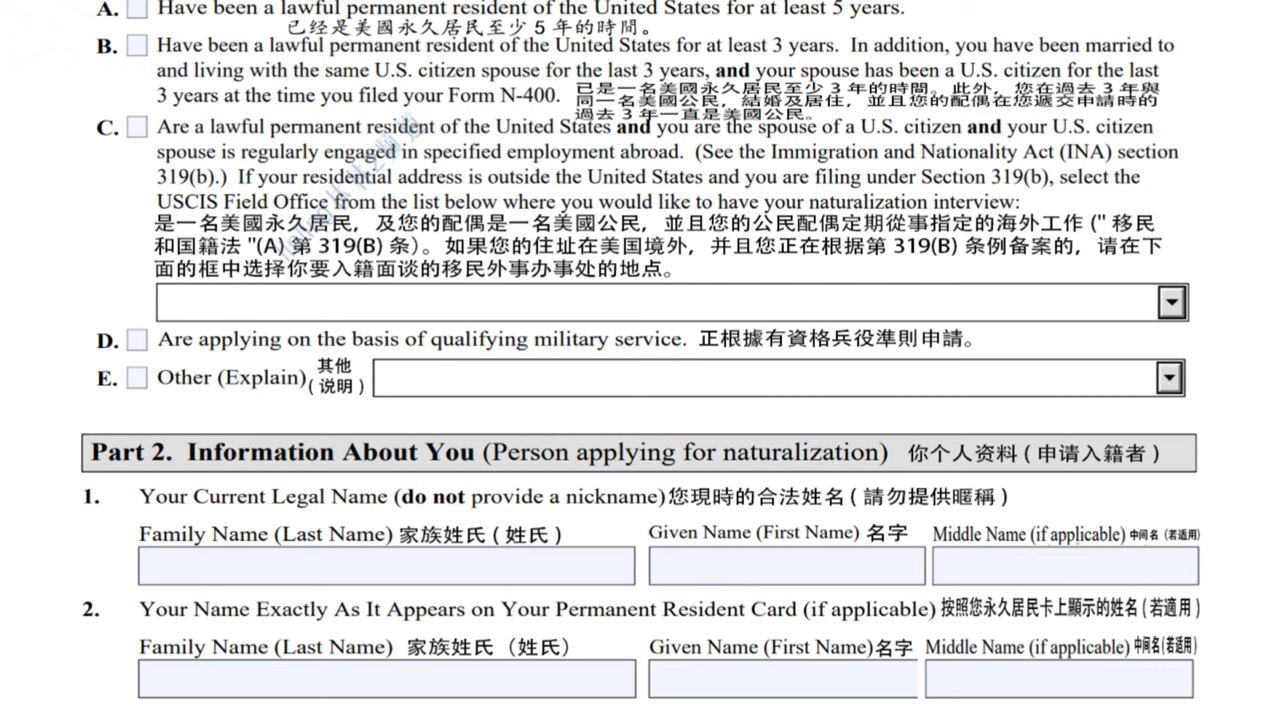 A. Have been a lawful permanent resident of the United States for at least 5 years.
已经是美國永久居民至少 5 年的時間。
B. Have been a lawful permanent resident of the United States for at least 3 years. In addition, you have been married to
and living with the same U.S. citizen spouse for the last 3 years, and your spouse has been a U.S. citizen for the last
3 years at the time you filed your Form N-400. 已是一名美國永久居民至少 3 年的時間。此外，您在過去 3 年與
同一名美國公民，結婚及居住，並且您的配偶在您遞交申請時的
過去 3 年一直是美國公民。
C. Are a lawful permanent resident of the United States and you are the spouse of a U.S. citizen and your U.S. citizen
spouse is regularly engaged in specified employment abroad. (See the Immigration and Nationality Act (INA) section
319(b).) If your residential address is outside the United States and you are filing under Section 319(b), select the
USCIS Field Office from the list below where you would like to have your naturalization interview:
是一名美國永久居民，及您的配偶是一名美國公民，並且您的公民配偶定期從事指定的海外工作 (" 移民
和国籍法 "(A) 第 319(B) 条)。如果您的住址在美国境外，并且您正在根据第 319(B) 条例备案的，请在下
面的框中选择你要入籍面谈的移民外事办事处的地点。
D. Are applying on the basis of qualifying military service. 正根據有資格兵役準則申請。
E. Other (Explain) 其他 ( 说明 )
Part 2. Information About You (Person applying for naturalization) 你个人资料 ( 申请入籍者 )
1. Your Current Legal Name (do not provide a nickname) 您現時的合法姓名 ( 請勿提供暱稱 )
Family Name (Last Name) 家族姓氏 ( 姓氏 ) Given Name (First Name) 名字 Middle Name (if applicable) 中间名 (若适用)
2. Your Name Exactly As It Appears on Your Permanent Resident Card (if applicable) 按照您永久居民卡上顯示的姓名 ( 若適用 )
Family Name (Last Name) 家族姓氏（姓氏） Given Name (First Name) 名字 Middle Name (if applicable) 中间名(若适用)